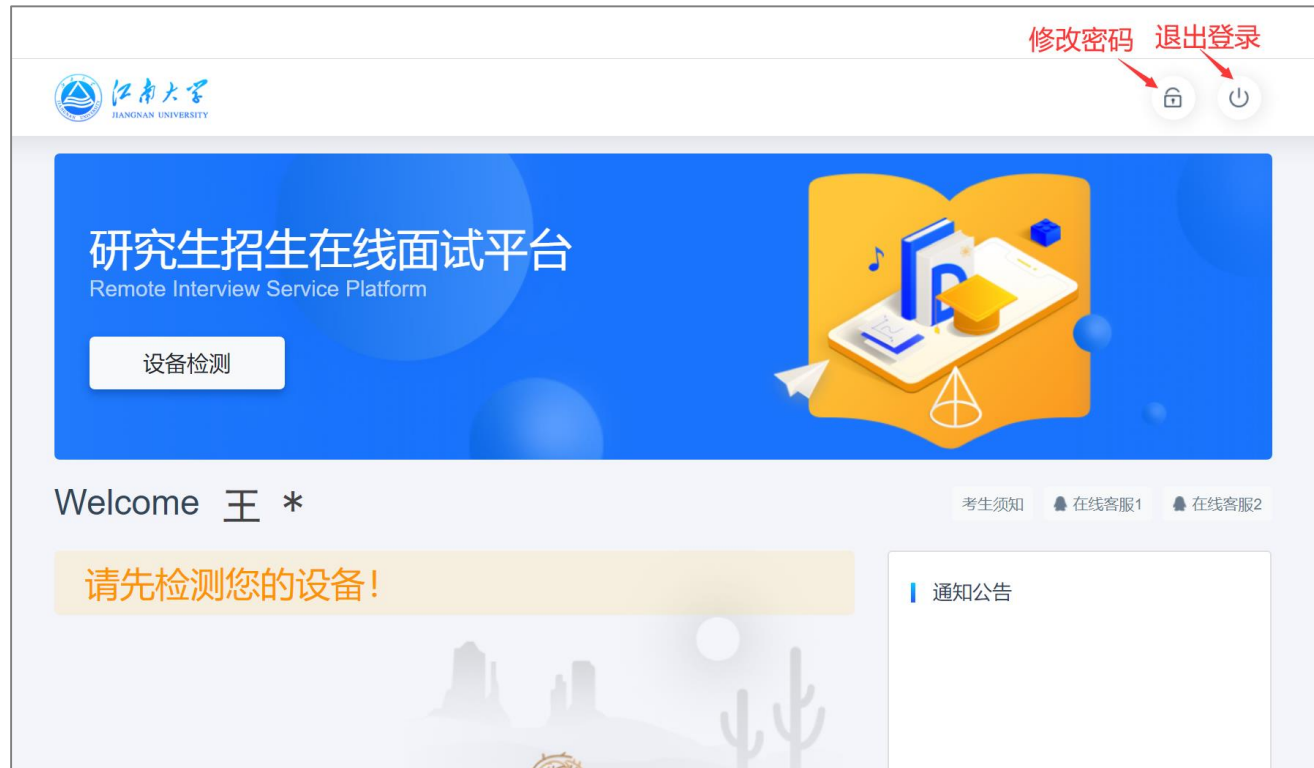 修改密码 退出登录
江南大学
JIANGNAN UNIVERSITY
研究生招生在线面试平台
Remote Interview Service Platform
设备检测
Welcome 王 *
考生须知 在线客服1 在线客服2
请先检测您的设备!
通知公告